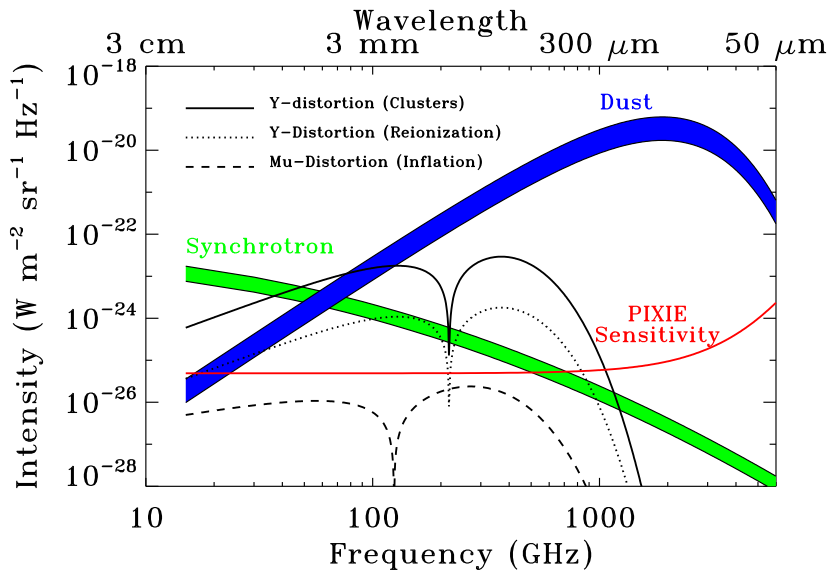 Wavelength
3 cm 3 mm 300 μm 50 μm
10−18
Y−distortion (Clusters)
Dust
Y−Distortion (Reionization)
10−20
Mu−Distortion (Inflation)
10−22
Synchrotron
10−24
PIXIE
Sensitivity
10−26
10−28
Intensity (W m−2 sr−1 Hz−1)
10 100 1000
Frequency (GHz)